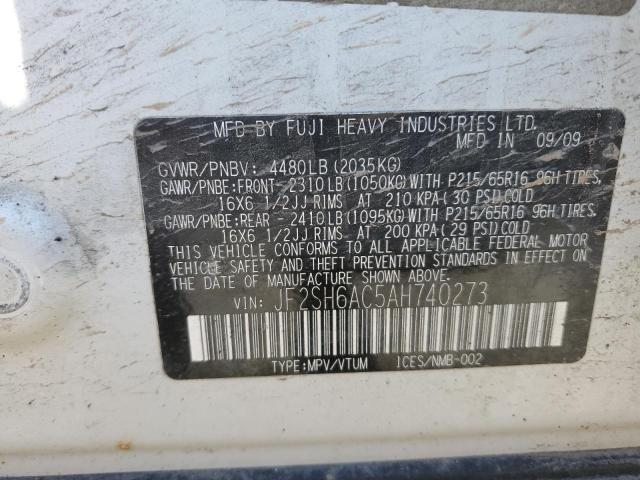 MFD BY FUJI HEAVY INDUSTRIES LTD.
MFD IN 09/09
GVWR/PNBV: 4480LB (2035KG)
GAWR/PNBE:FRONT-2310LB(1050KG)WITH P215/65R16 96H TIRES,
16X6 1/2JJ RIMS AT 210 KPA(30 PSI)COLD
GAWR/PNBE:REAR -2410LB(1095KG)WITH P215/65R16 96H TIRES.
16X6 1/2JJ RIMS AT 200 KPA(29 PSI)COLD
THIS VEHICLE CONFORMS TO ALL APPLICABLE FEDERAL MOTOR
VEHICLE SAFETY AND THEFT PREVENTION STANDARDS IN EFFECT ON
THE DATE OF MANUFACTURE SHOWN ABOVE.
VIN: JF2SH6AC5AH740273
TYPE:MPV/VTUM ICES/NMB-002